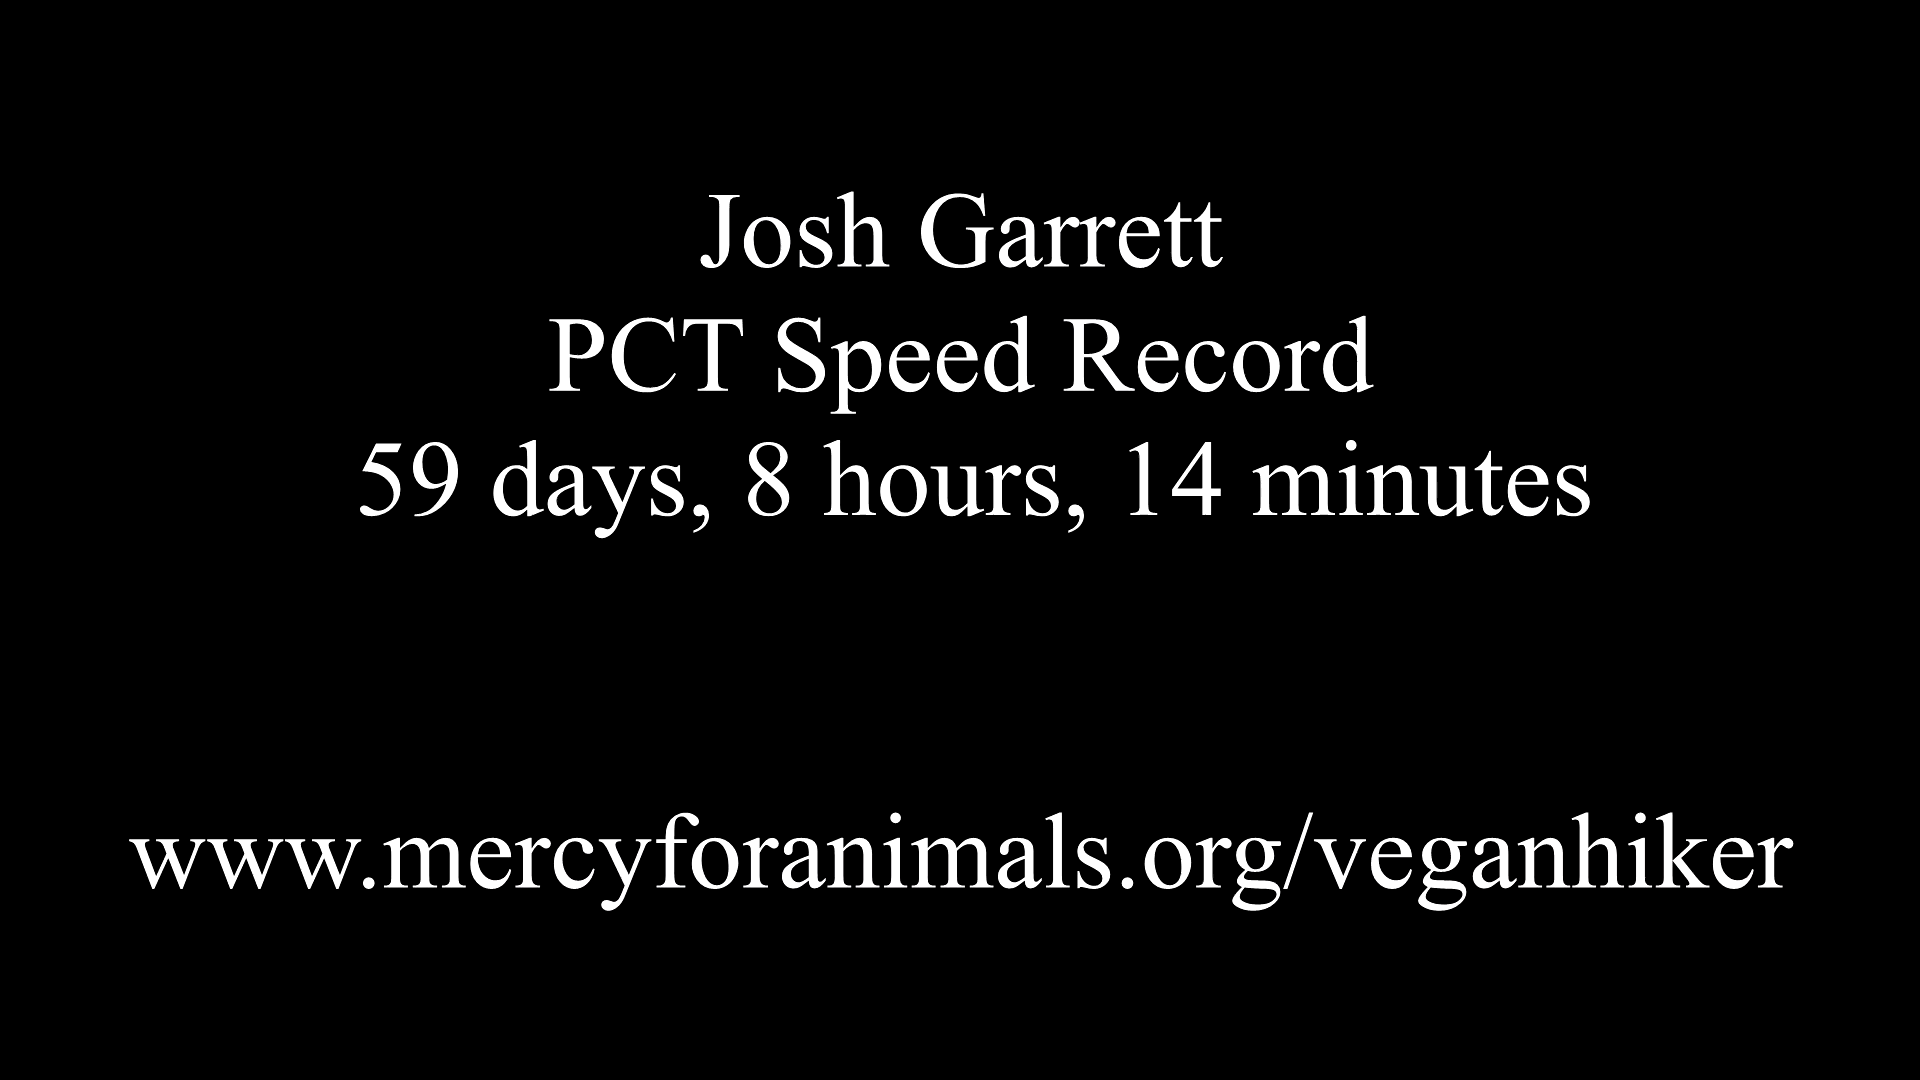 Josh Garrett
PCT Speed Record
59 days, 8 hours, 14 minutes
www.mercyforanimals.org/veganhiker